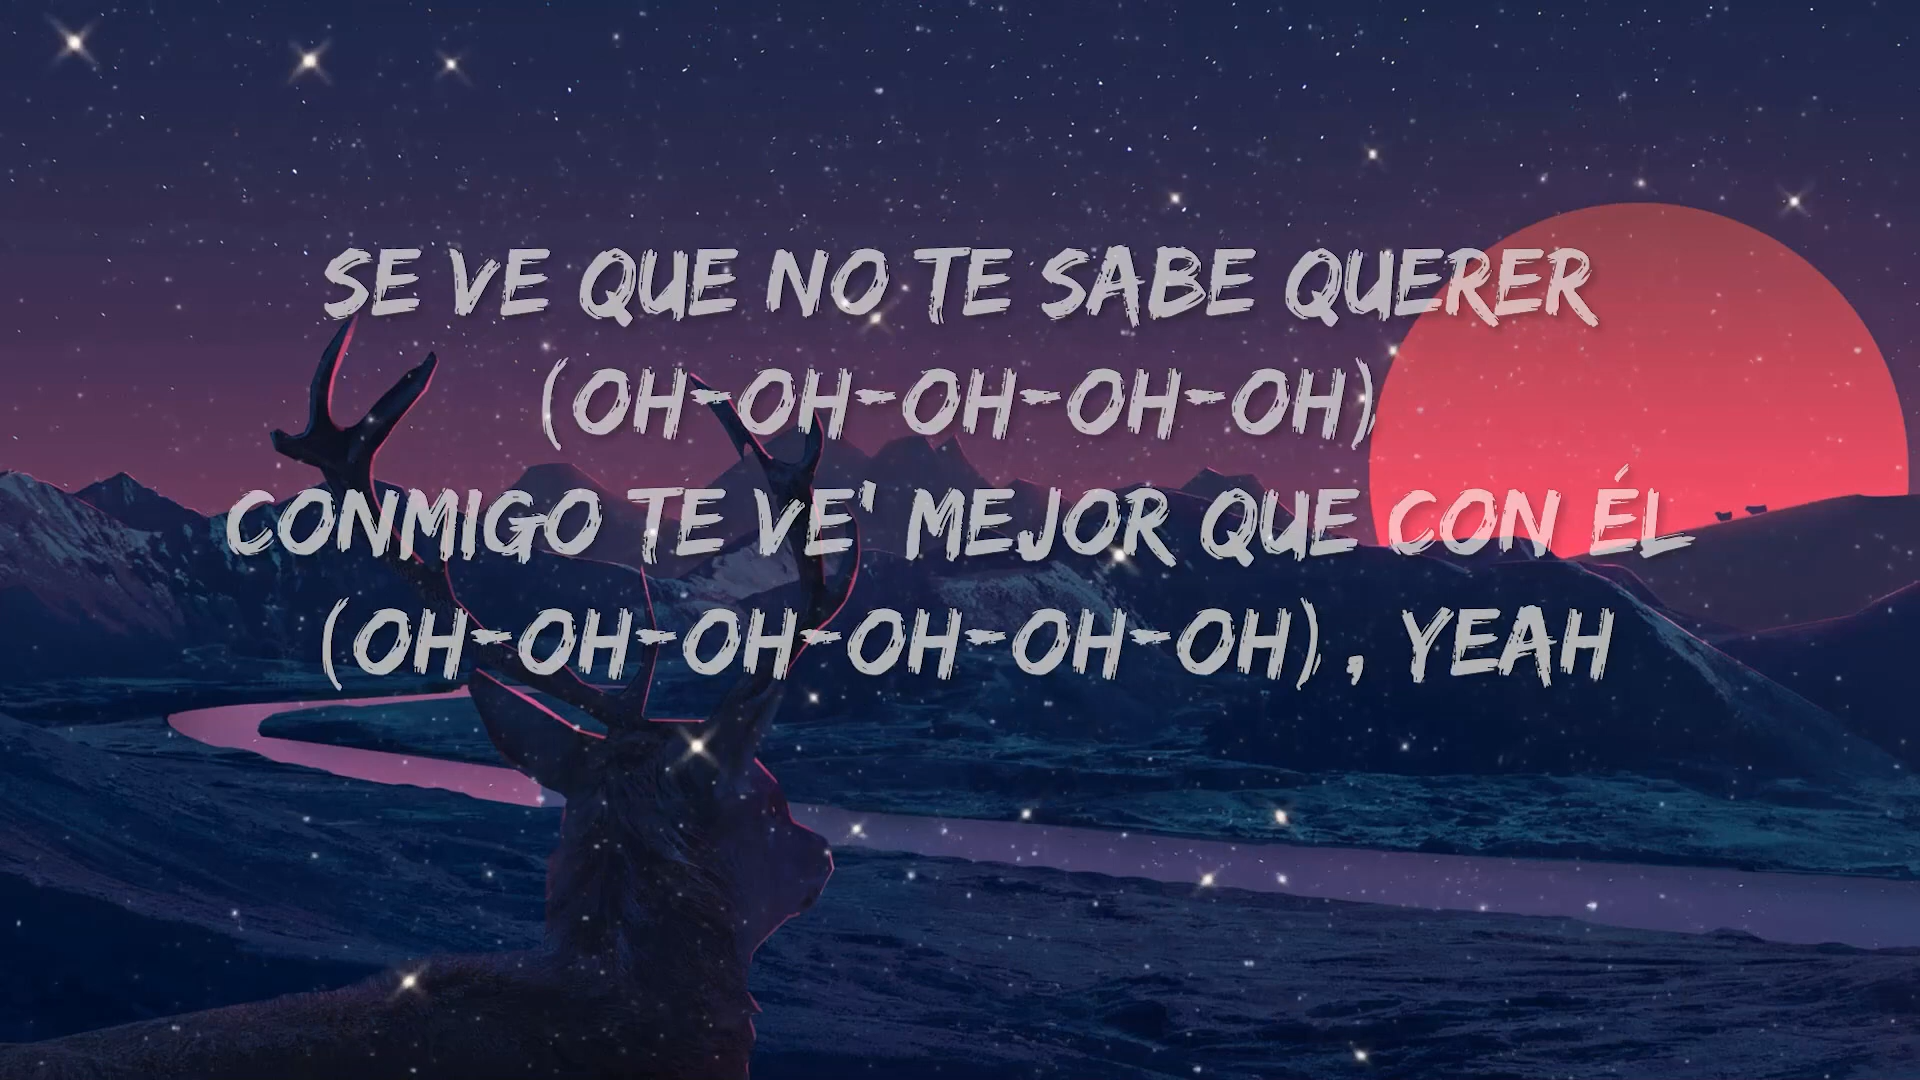 SE VE QUE NO TE SABE QUERER
(OH-OH-OH-OH-OH)
CONMIGO TE VE' MEJOR QUE CON ÉL
(OH-OH-OH-OH-OH-OH), YEAH